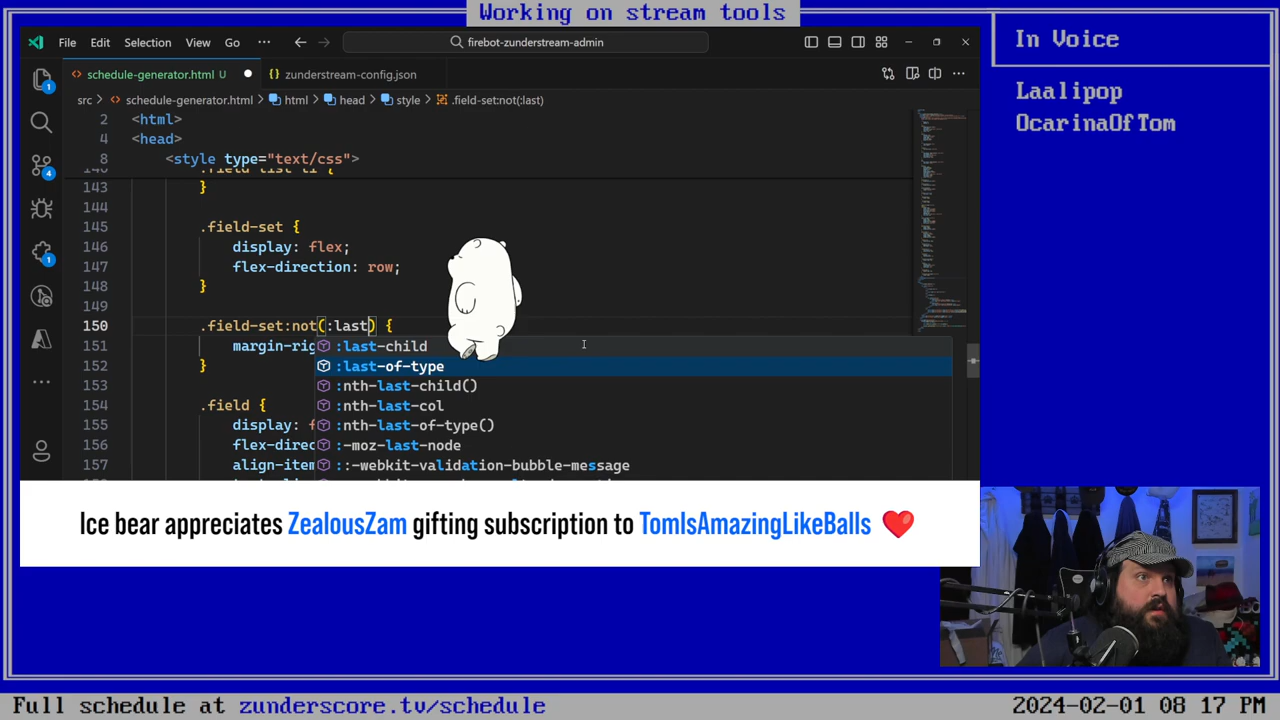 Working on stream tools
File Edit Selection View Go ··· firebot-zunderstream-admin
schedule-generator.html U zunderstream-config.json
src > schedule-generator.html > html > head > style > .field-set:not(:last)
2 <html>
4 <head>
8 <style type="text/css">
143 }
144
145 .field-set {
146 display: flex;
147 flex-direction: row;
148 }
149
150 .field-set:not(:last) {
151 margin-rig
152 }
153
154 .field {
155 display: f
156 flex-direc
157 align-item
:last-child
:last-of-type
:nth-last-child()
:nth-last-col
:nth-last-of-type()
:-moz-last-node
::-webkit-validation-bubble-message
1
4
1
Ice bear appreciates ZealousZam gifting subscription to TomIsAmazingLikeBalls ❤️
In Voice
Laalipop
OcarinaOfTom
Full schedule at zunderscore.tv/schedule
2024-02-01 08 17 PM